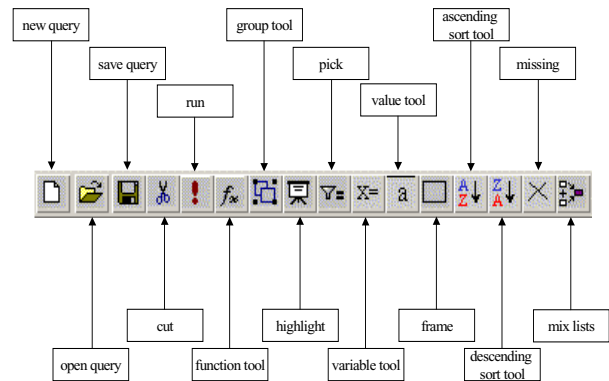 new query
group tool
ascending
sort tool
save query
pick
missing
run
value tool
fx
X=
a
A
Z
Z
A
cut
highlight
frame
mix lists
open query
function tool
variable tool
descending
sort tool